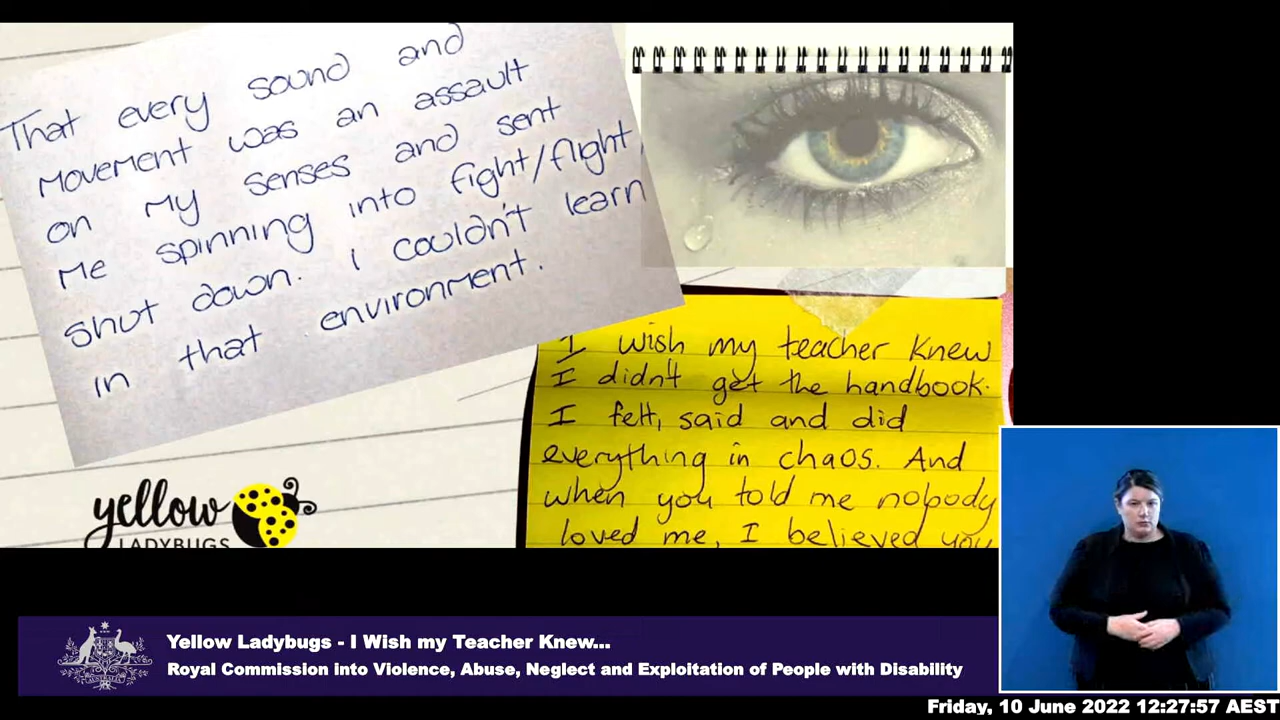 That every sound and
movement was an assault
on my senses and sent
me spinning into fight/flight,
shut down. I couldn't learn
in that environment.
I wish my teacher knew
I didn't get the handbook.
I felt, said and did
everything in chaos. And
when you told me nobody
loved me, I believed you
yellow
LADYBUGS
AUSTRALIA
Yellow Ladybugs - I Wish my Teacher Knew...
Royal Commission into Violence, Abuse, Neglect and Exploitation of People with Disability
Friday, 10 June 2022 12:27:57 AEST